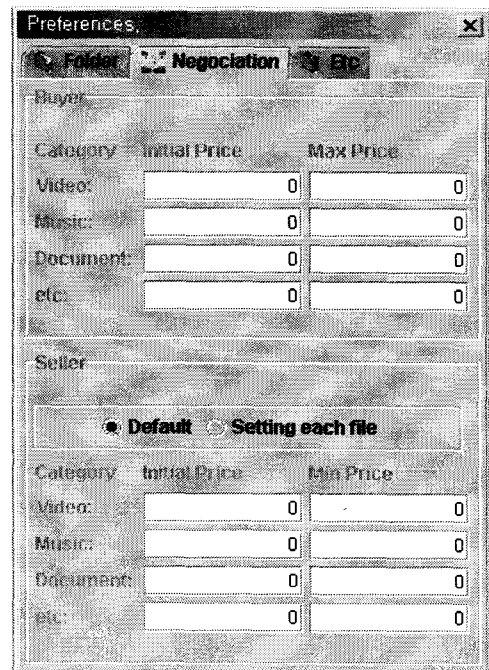 Preferences
Folder Negociation Etc
Buyer
Category Initial Price Max Price
Video: 0 0
Music: 0 0
Document: 0 0
etc: 0 0
Seller
Default Setting each file
Category Initial Price Min Price
Video: 0 0
Music: 0 0
Document: 0 0
etc: 0 0